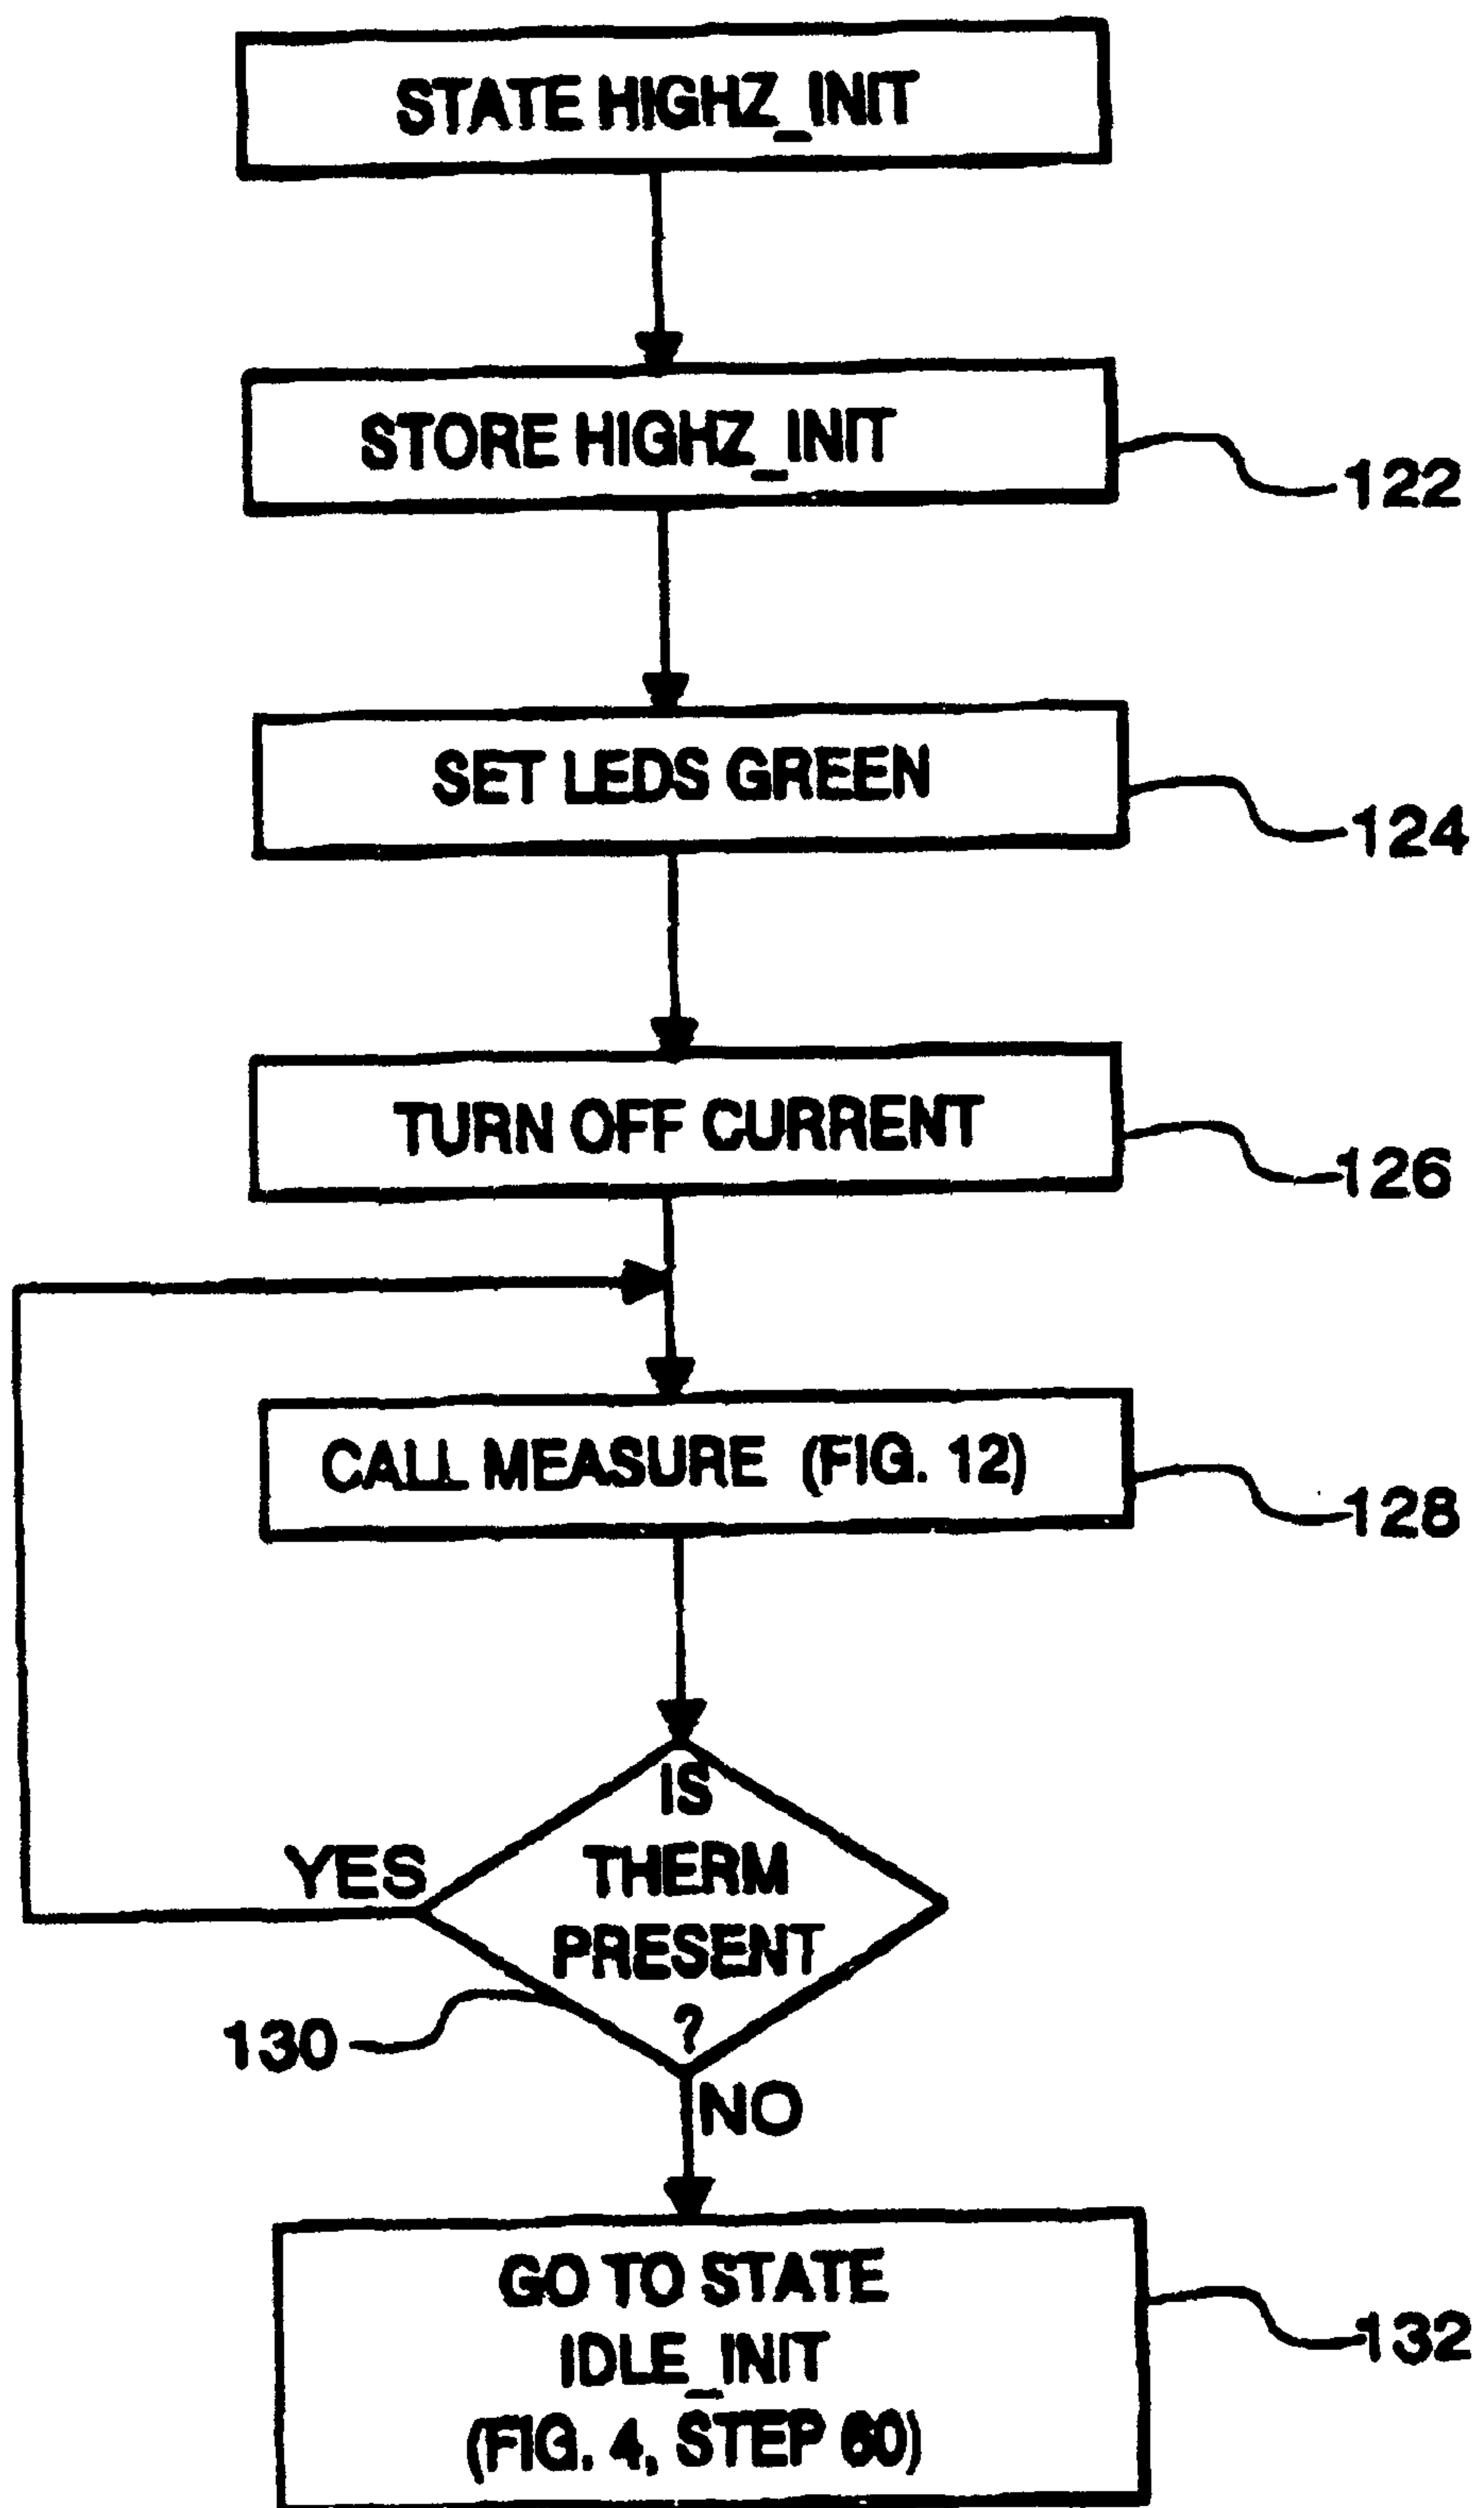 STATE HIGHZ_INIT
STORE HIGHZ_INIT
122
SET LEDS GREEN
124
TURN OFF CURRENT
126
CALL MEASURE (FIG. 12)
128
IS
THERM
PRESENT
?
YES
130
NO
GO TO STATE
IDLE_INIT
(FIG. 4, STEP 60)
132